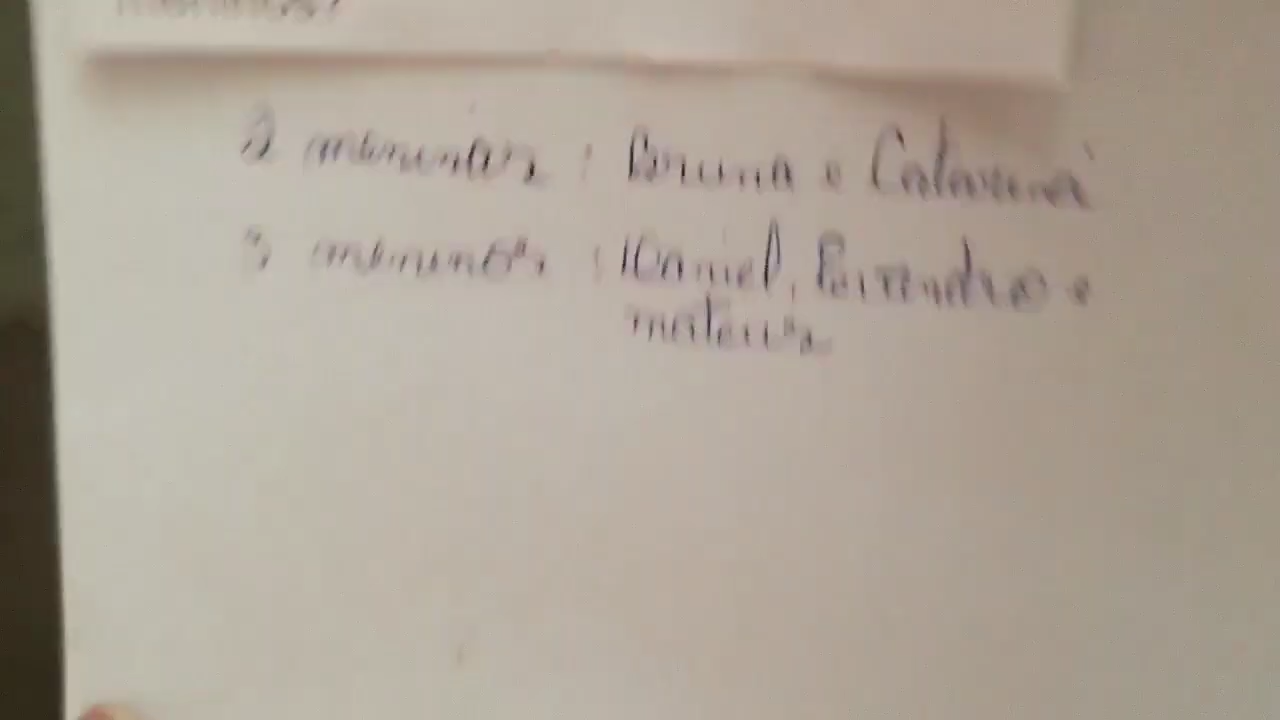 2 meninas : Bruna e Catarina
3 meninos : Daniel, e
mateus